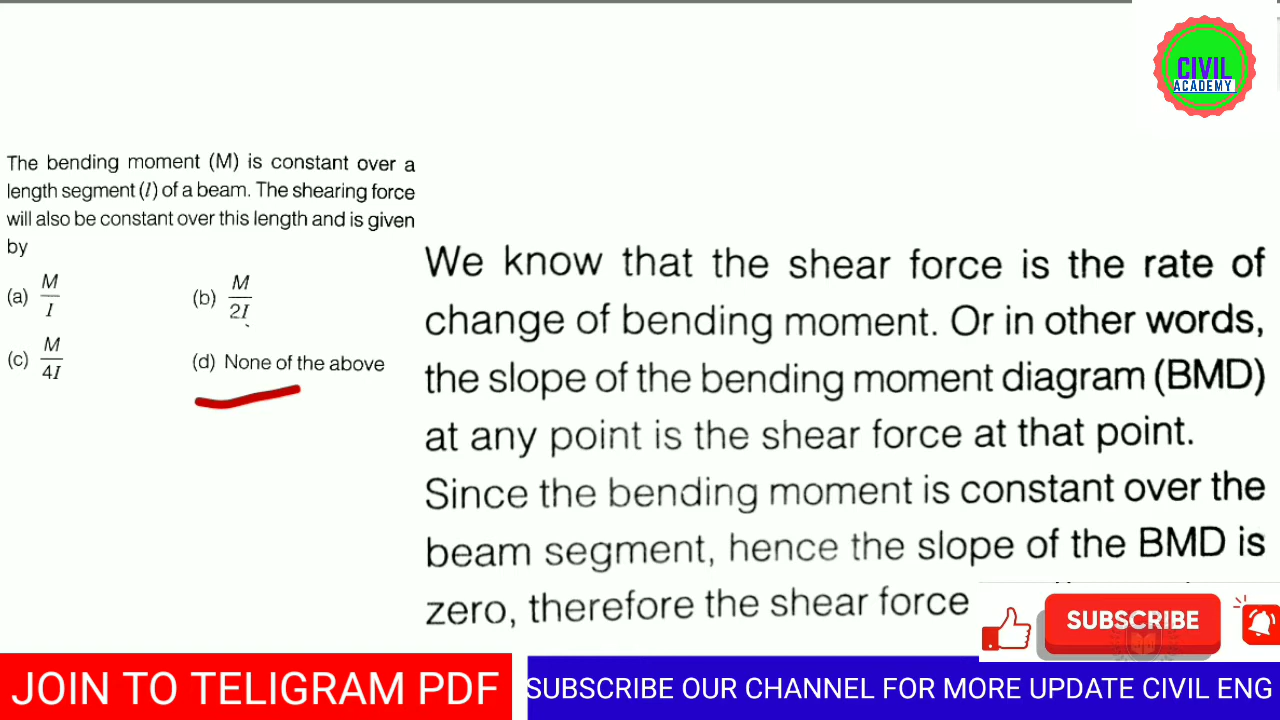 CIVIL
ACADEMY
The bending moment (M) is constant over a
length segment (l) of a beam. The shearing force
will also be constant over this length and is given
by
(a) M/I (b) M/2I
(c) M/4I (d) None of the above
We know that the shear force is the rate of
change of bending moment. Or in other words,
the slope of the bending moment diagram (BMD)
at any point is the shear force at that point.
Since the bending moment is constant over the
beam segment, hence the slope of the BMD is
zero, therefore the shear force
SUBSCRIBE
JOIN TO TELIGRAM PDF
SUBSCRIBE OUR CHANNEL FOR MORE UPDATE CIVIL ENG